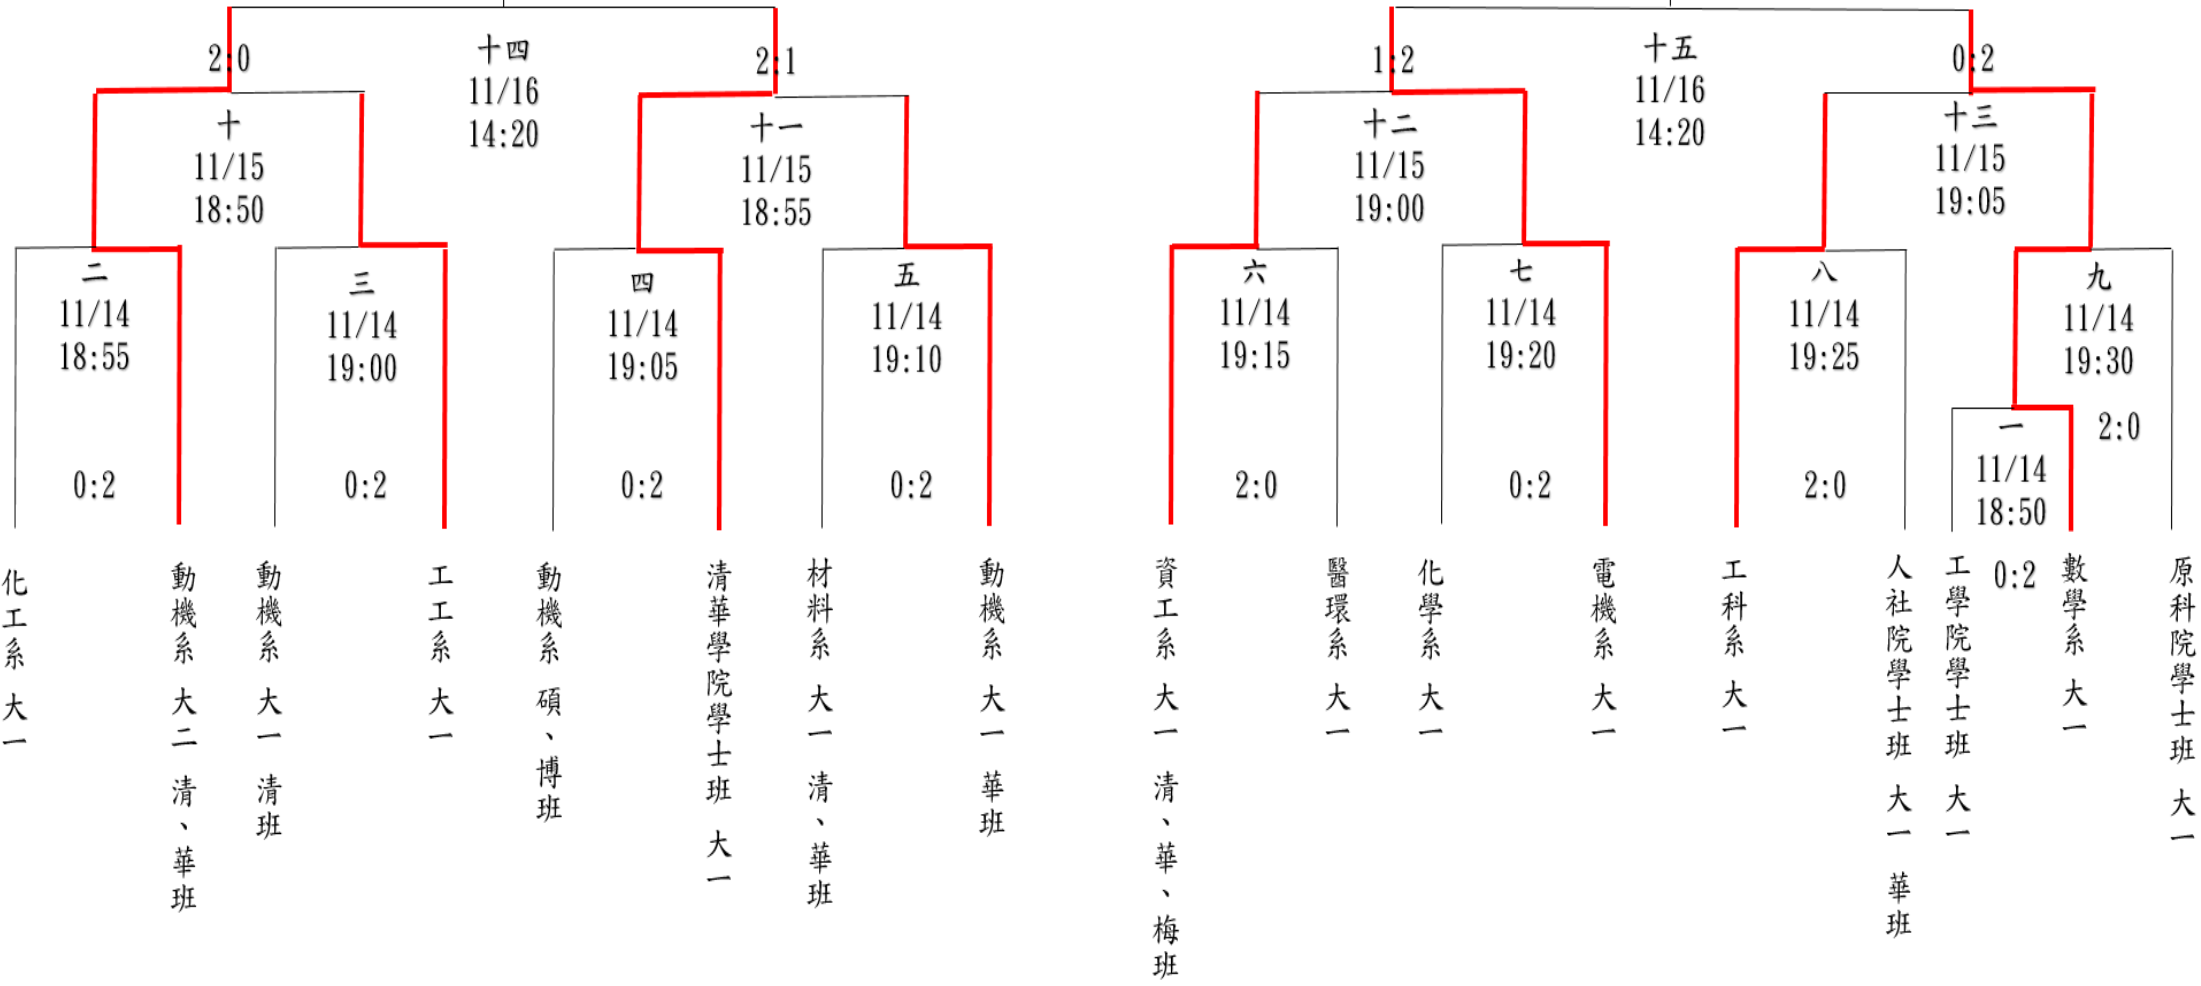 2:0
十四
11/16
14:20
2:1
1:2
十五
11/16
14:20
0:2
十
11/15
18:50
十一
11/15
18:55
十二
11/15
19:00
十三
11/15
19:05
二
11/14
18:55
0:2
三
11/14
19:00
0:2
四
11/14
19:05
0:2
五
11/14
19:10
0:2
六
11/14
19:15
2:0
七
11/14
19:20
0:2
八
11/14
19:25
2:0
九
11/14
19:30
2:0
一
11/14
18:50
0:2
化工系 大一
動機系 大二 清、華班
動機系 大一 清班
工工系 大一
動機系 碩、博班
清華學院學士班 大一
材料系 大一 清、華班
動機系 大一 華班
資工系 大一 清、華、梅班
醫環系 大一
化學系 大一
電機系 大一
工科系 大一
人社院學士班 大一 華班
工學院學士班 大一
數學系 大一
原科院學士班 大一